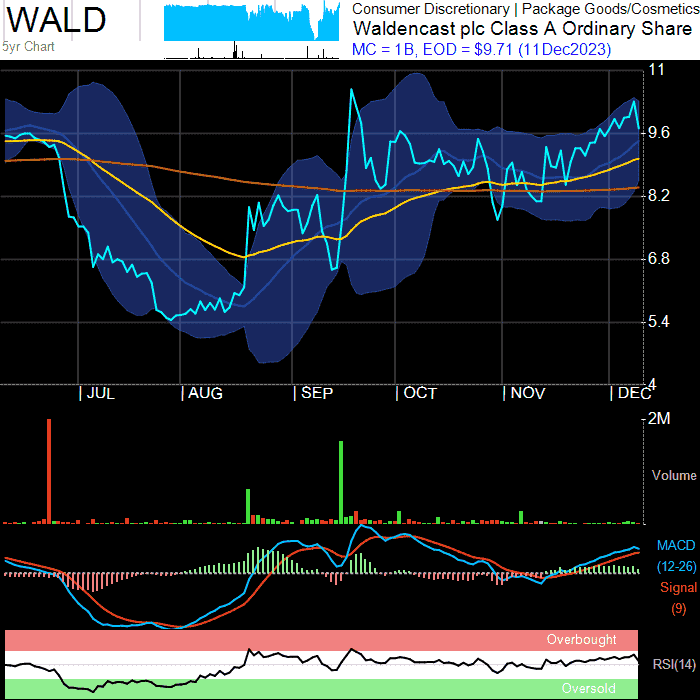 WALD
5yr Chart
Consumer Discretionary | Package Goods/Cosmetics
Waldencast plc Class A Ordinary Share
MC = 1B, EOD = $9.71 (11Dec2023)
11
9.6
8.2
6.8
5.4
4
| JUL | AUG | SEP | OCT | NOV | DEC
2M
Volume
MACD
(12-26)
Signal
(9)
Overbought
RSI(14)
Oversold